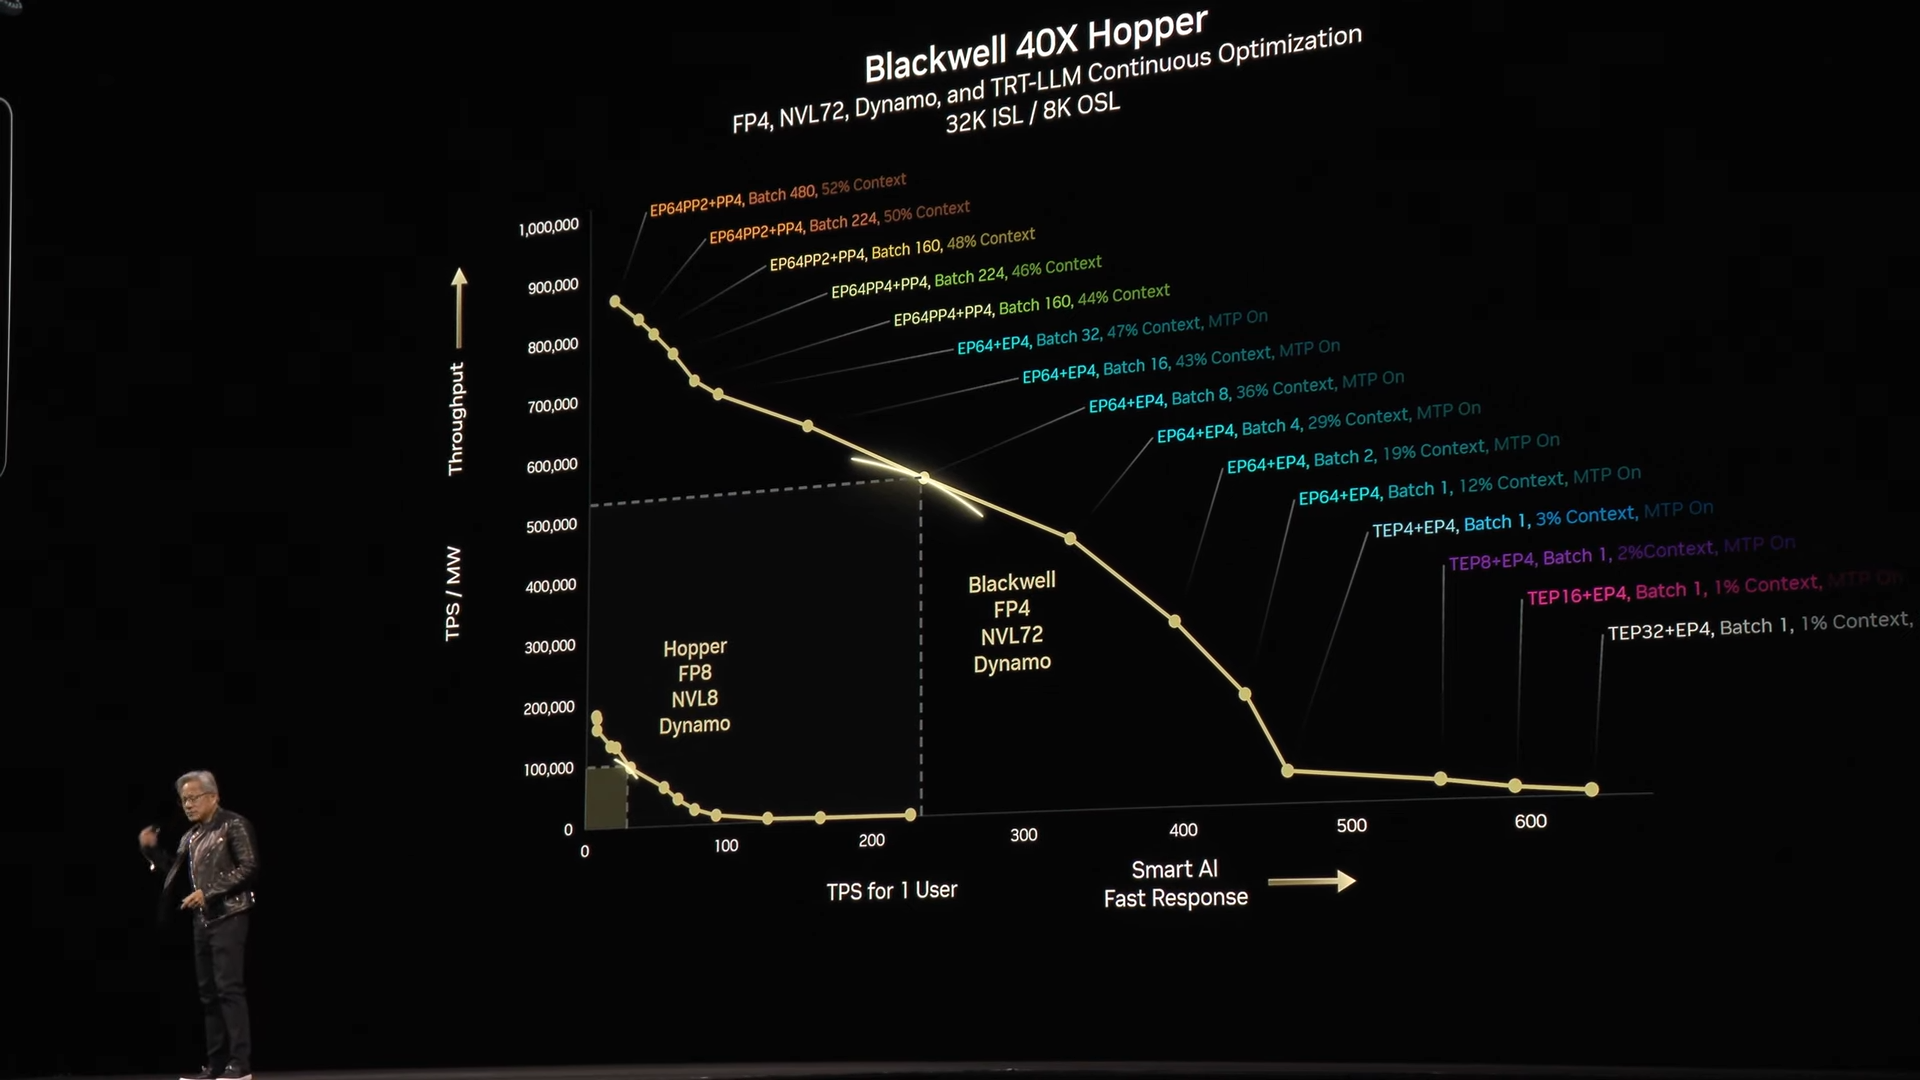 Blackwell 40X Hopper
FP4, NVL72, Dynamo, and TRT-LLM Continuous Optimization
32K ISL / 8K OSL
EP64PP2+PP4, Batch 480, 52% Context
EP64PP2+PP4, Batch 224, 50% Context
EP64PP2+PP4, Batch 160, 48% Context
EP64PP4+PP4, Batch 224, 46% Context
EP64PP4+PP4, Batch 160, 44% Context
EP64+EP4, Batch 32, 47% Context, MTP On
EP64+EP4, Batch 16, 43% Context, MTP On
EP64+EP4, Batch 8, 36% Context, MTP On
EP64+EP4, Batch 4, 29% Context, MTP On
EP64+EP4, Batch 2, 19% Context, MTP On
EP64+EP4, Batch 1, 12% Context, MTP On
TEP4+EP4, Batch 1, 3% Context, MTP On
TEP8+EP4, Batch 1, 2%Context, MTP On
TEP16+EP4, Batch 1, 1% Context, MTP On
TEP32+EP4, Batch 1, 1% Context,
Throughput
TPS / MW
1,000,000
900,000
800,000
700,000
600,000
500,000
400,000
300,000
200,000
100,000
0
Hopper
FP8
NVL8
Dynamo
Blackwell
FP4
NVL72
Dynamo
0
100
200
300
400
500
600
TPS for 1 User
Smart AI
Fast Response